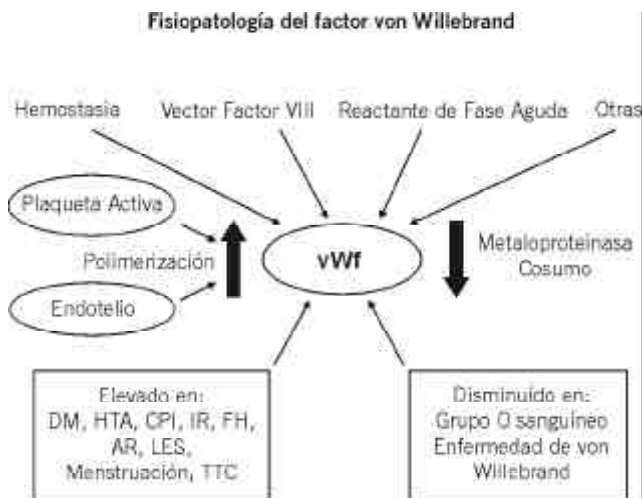 Fisiopatología del factor von Willebrand
Hemostasia
Vector Factor VIII
Reactante de Fase Aguda
Otras
Plaqueta Activa
Polimerización
Endotelio
vWf
Metaloproteinasa
Cosumo
Elevado en:
DM, HTA, CPI, IR, FH,
AR, LES,
Menstruación, TTC
Disminuído en:
Grupo O sanguíneo
Enfermedad de von
Willebrand